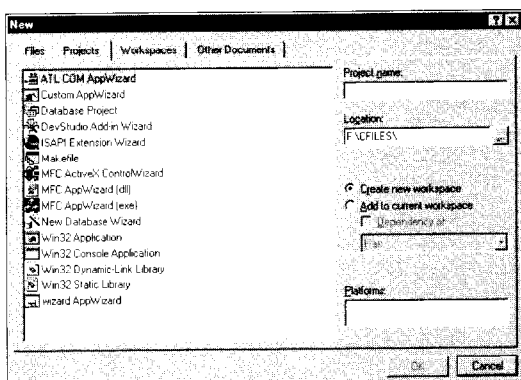 New
Files Projects Workspaces Other Documents
ATL COM AppWizard
Custom AppWizard
Database Project
DevStudio Add-in Wizard
ISAPI Extension Wizard
Makefile
MFC ActiveX ControlWizard
MFC AppWizard (dll)
MFC AppWizard (exe)
New Database Wizard
Win32 Application
Win32 Console Application
Win32 Dynamic-Link Library
Win32 Static Library
wizard AppWizard
Project name:
Location:
F:\CFILES\
...
Create new workspace
Add to current workspace
Dependency of:
Platforms:
OK Cancel